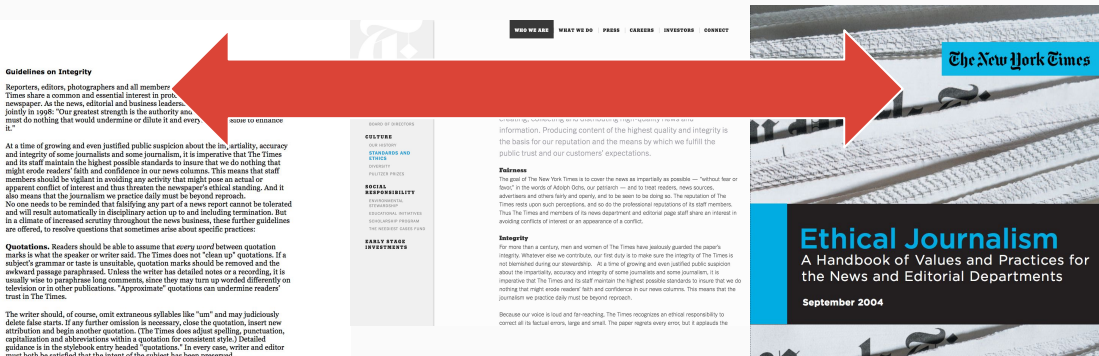 Guidelines on Integrity
Reporters, editors, photographers and all members
Times share a common and essential interest in
newspaper. As the news, editorial and business
jointly in 1998: "Our greatest strength is the authority and
must do nothing that would undermine or dilute it and every to enhance
it."
At a time of growing and even justified public suspicion about the impartiality, accuracy
and integrity of some journalists and some journalism, it is imperative that The Times
and its staff maintain the highest possible standards to insure that we do nothing that
might erode readers' faith and confidence in our news columns. This means that staff
members should be vigilant in avoiding any activity that might pose an actual or
apparent conflict of interest and thus threaten the newspaper's ethical standing. And it
also means that the journalism we practice daily must be beyond reproach.
No one needs to be reminded that falsifying any part of a news report cannot be tolerated
and will result automatically in disciplinary action up to and including termination. But
in a climate of increased scrutiny throughout the news business, these further guidelines
are offered, to resolve questions that sometimes arise about specific practices:
Quotations. Readers should be able to assume that every word between quotation
marks is what the speaker or writer said. The Times does not "clean up" quotations. If a
subject's grammar or taste is unsuitable, quotation marks should be removed and the
awkward passage paraphrased. Unless the writer has detailed notes or a recording, it is
usually wise to paraphrase long comments, since they may turn up worded differently on
television or in other publications. "Approximate" quotations can undermine readers'
trust in The Times.
The writer should, of course, omit extraneous syllables like "um" and may judiciously
delete false starts. If any further omission is necessary, close the quotation, insert new
attribution and begin another quotation. (The Times does adjust spelling, punctuation,
capitalization and abbreviations within a quotation for consistent style.) Detailed
guidance is in the stylebook entry headed "quotations." In every case, writer and editor
must both be satisfied that the intent of the subject has been preserved.
WHO WE ARE WHAT WE DO PRESS CAREERS INVESTORS CONNECT
BOARD OF DIRECTORS
CULTURE
OUR HISTORY
STANDARDS AND
ETHICS
DIVERSITY
PULITZER PRIZES
SOCIAL
RESPONSIBILITY
ENVIRONMENTAL
STEWARDSHIP
EDUCATIONAL INITIATIVES
SCHOLARSHIP PROGRAM
THE NEEDIEST CASES FUND
EARLY STAGE
INVESTMENTS
creating, collecting and distributing high-quality news and
information. Producing content of the highest quality and integrity is
the basis for our reputation and the means by which we fulfill the
public trust and our customers' expectations.
Fairness
The goal of The New York Times is to cover the news as impartially as possible — "without fear or
favor," in the words of Adolph Ochs, our patriarch — and to treat readers, news sources,
advertisers and others fairly and openly, and to be seen to be doing so. The reputation of The
Times rests upon such perceptions, and so do the professional reputations of its staff members.
Thus The Times and members of its news department and editorial page staff share an interest in
avoiding conflicts of interest or an appearance of a conflict.
Integrity
For more than a century, men and women of The Times have jealously guarded the paper's
integrity. Whatever else we contribute, our first duty is to make sure the integrity of The Times is
not blemished during our stewardship. At a time of growing and even justified public suspicion
about the impartiality, accuracy and integrity of some journalists and some journalism, it is
imperative that The Times and its staff maintain the highest possible standards to insure that we do
nothing that might erode readers' faith and confidence in our news columns. This means that the
journalism we practice daily must be beyond reproach.
Because our voice is loud and far-reaching, The Times recognizes an ethical responsibility to
correct all its factual errors, large and small. The paper regrets every error, but it applauds the
The New York Times
Ethical Journalism
A Handbook of Values and Practices for
the News and Editorial Departments
September 2004